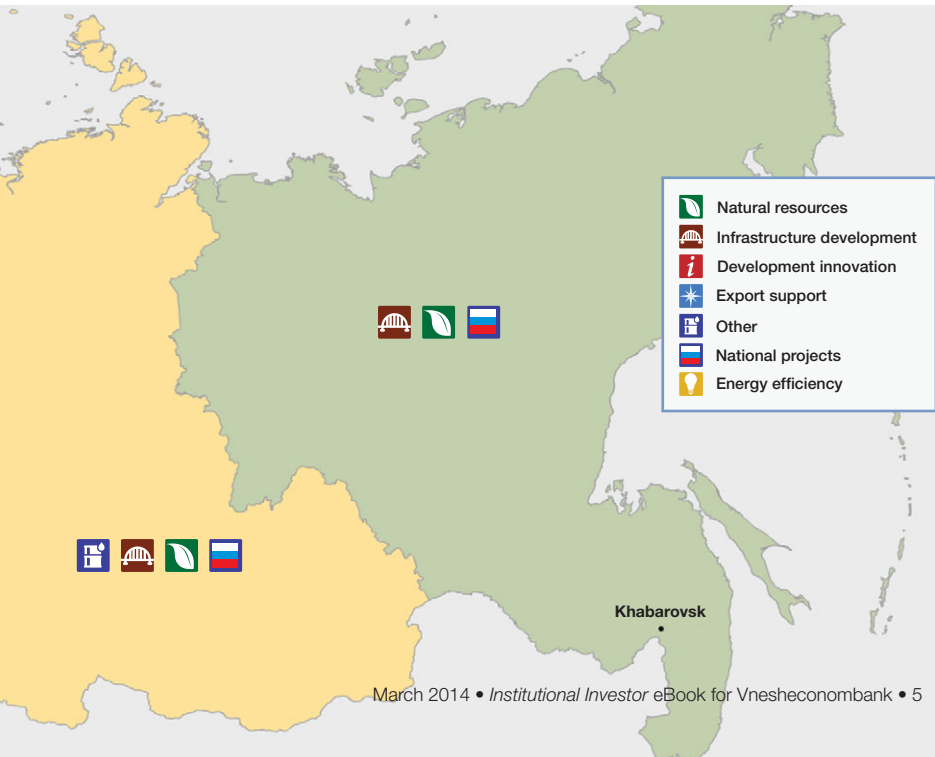 Natural resources
Infrastructure development
Development innovation
Export support
Other
National projects
Energy efficiency
Khabarovsk
March 2014 • Institutional Investor eBook for Vnesheconombank • 5